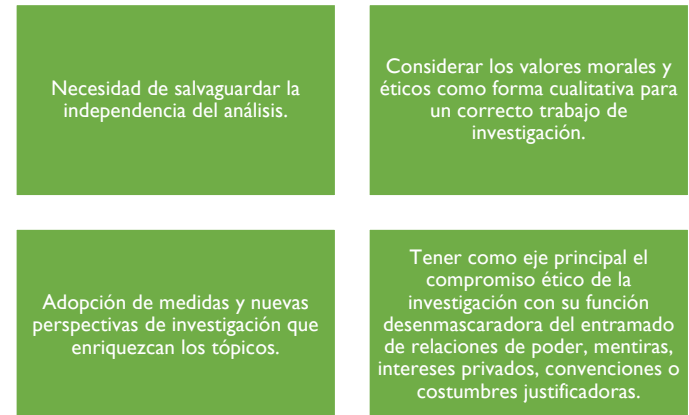 Necesidad de salvaguardar la
independencia del análisis.
Considerar los valores morales y
éticos como forma cualitativa para
un correcto trabajo de
investigación.
Adopción de medidas y nuevas
perspectivas de investigación que
enriquezcan los tópicos.
Tener como eje principal el
compromiso ético de la
investigación con su función
desenmascaradora del entramado
de relaciones de poder, mentiras,
intereses privados, convenciones o
costumbres justificadoras.